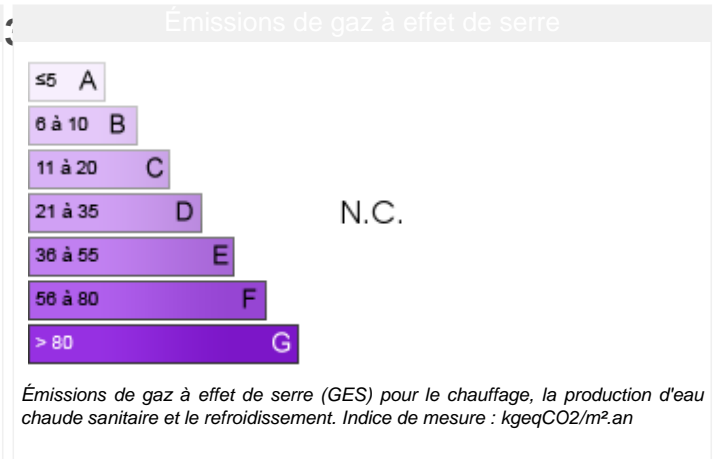 Émissions de gaz à effet de serre
≤5 A
6 à 10 B
11 à 20 C
21 à 35 D
N.C.
36 à 55 E
56 à 80 F
> 80 G
Émissions de gaz à effet de serre (GES) pour le chauffage, la production d'eau
chaude sanitaire et le refroidissement. Indice de mesure : kgeqCO2/m².an